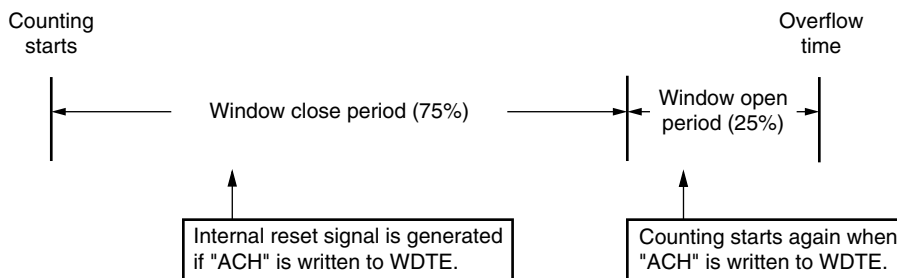 Counting
starts
Overflow
time
Window close period (75%)
Window open
period (25%)
Internal reset signal is generated
if "ACH" is written to WDTE.
Counting starts again when
"ACH" is written to WDTE.